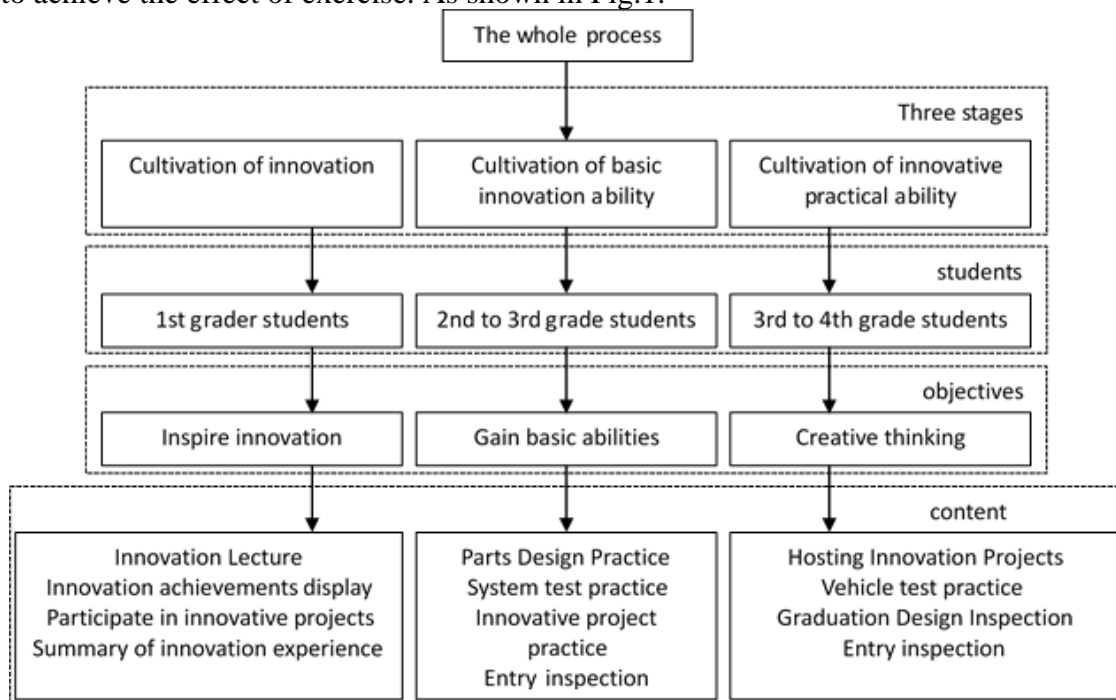 to achieve the effect of exercise. As shown in Fig.1.
The whole process
Three stages
Cultivation of innovation
Cultivation of basic
innovation ability
Cultivation of innovative
practical ability
students
1st grader students
2nd to 3rd grade students
3rd to 4th grade students
objectives
Inspire innovation
Gain basic abilities
Creative thinking
content
Innovation Lecture
Innovation achievements display
Participate in innovative projects
Summary of innovation experience
Parts Design Practice
System test practice
Innovative project
practice
Entry inspection
Hosting Innovation Projects
Vehicle test practice
Graduation Design Inspection
Entry inspection